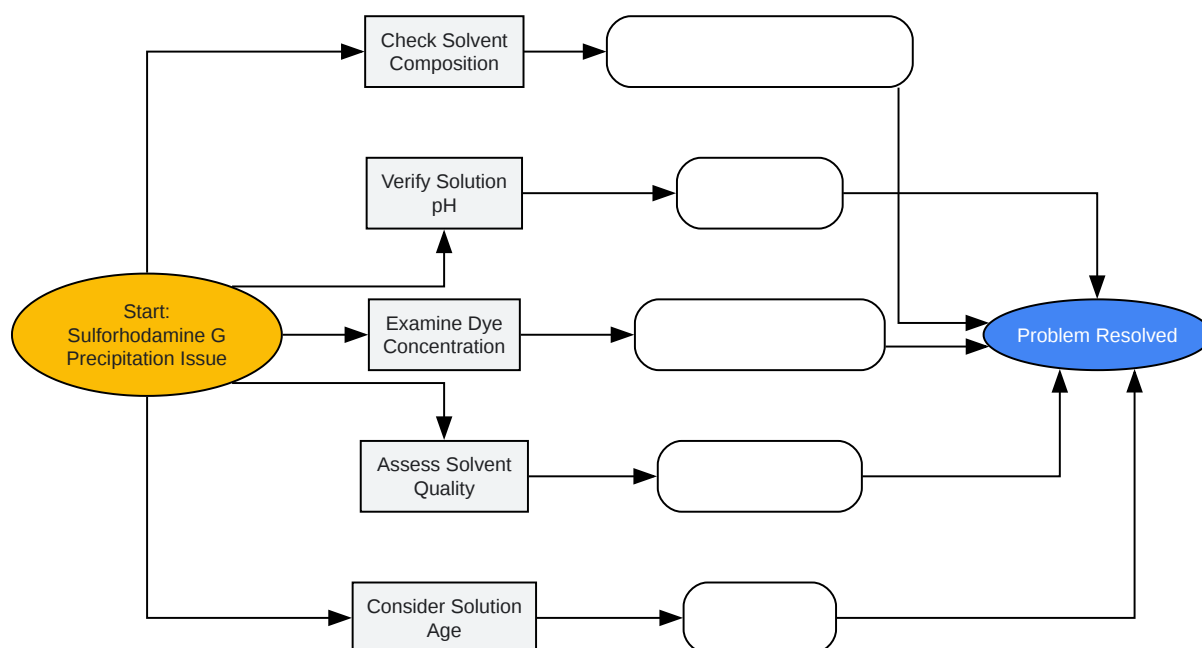 Check Solvent
Composition
Verify Solution
pH
Start:
Sulforhodamine G
Precipitation Issue
Examine Dye
Concentration
Problem Resolved
Assess Solvent
Quality
Consider Solution
Age